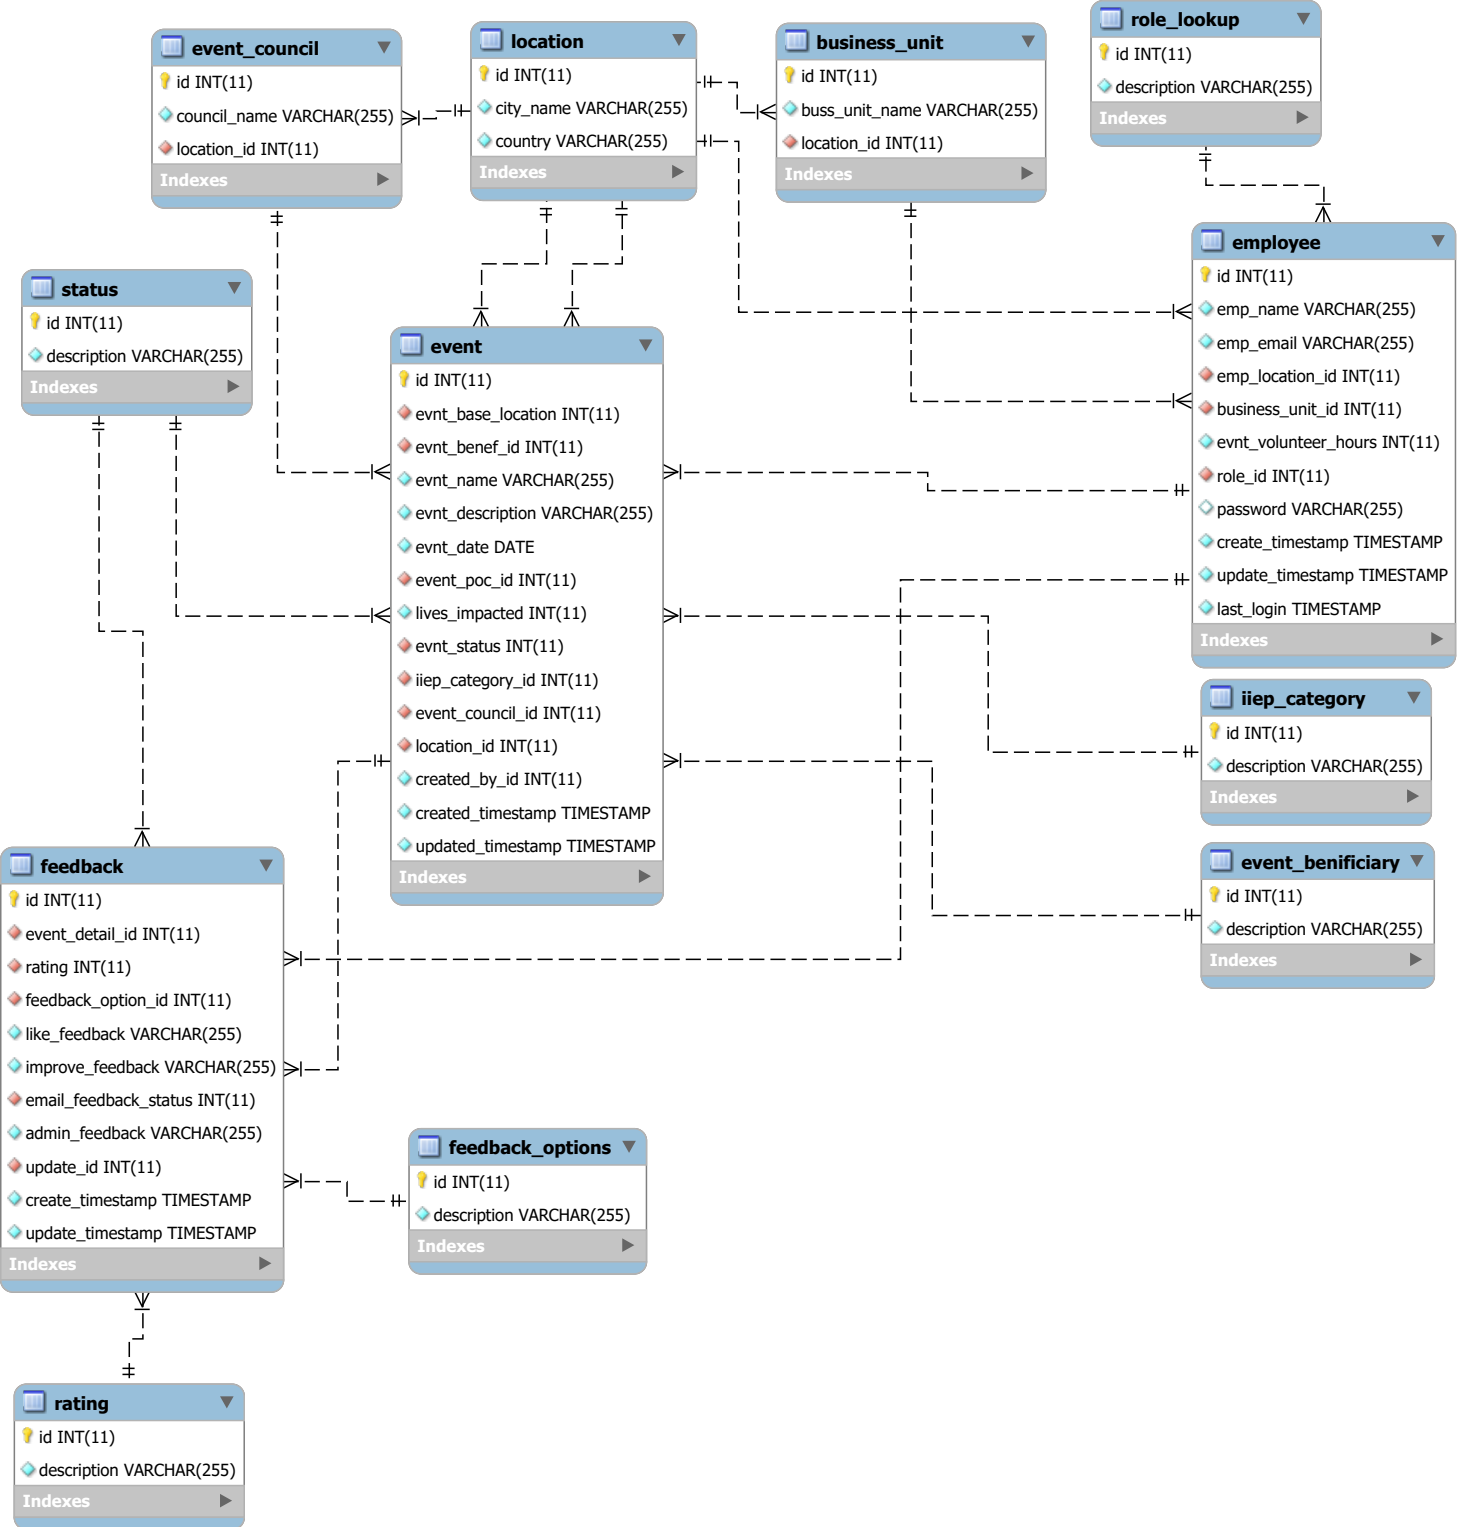 event_council
id INT(11)
council_name VARCHAR(255)
location_id INT(11)
Indexes
location
id INT(11)
city_name VARCHAR(255)
country VARCHAR(255)
Indexes
business_unit
id INT(11)
buss_unit_name VARCHAR(255)
location_id INT(11)
Indexes
role_lookup
id INT(11)
description VARCHAR(255)
Indexes
status
id INT(11)
description VARCHAR(255)
Indexes
event
id INT(11)
evnt_base_location INT(11)
evnt_benef_id INT(11)
evnt_name VARCHAR(255)
evnt_description VARCHAR(255)
evnt_date DATE
event_poc_id INT(11)
lives_impacted INT(11)
evnt_status INT(11)
iiep_category_id INT(11)
event_council_id INT(11)
location_id INT(11)
created_by_id INT(11)
created_timestamp TIMESTAMP
updated_timestamp TIMESTAMP
Indexes
employee
id INT(11)
emp_name VARCHAR(255)
emp_email VARCHAR(255)
emp_location_id INT(11)
business_unit_id INT(11)
evnt_volunteer_hours INT(11)
role_id INT(11)
password VARCHAR(255)
create_timestamp TIMESTAMP
update_timestamp TIMESTAMP
last_login TIMESTAMP
Indexes
iiep_category
id INT(11)
description VARCHAR(255)
Indexes
event_benificiary
id INT(11)
description VARCHAR(255)
Indexes
feedback
id INT(11)
event_detail_id INT(11)
rating INT(11)
feedback_option_id INT(11)
like_feedback VARCHAR(255)
improve_feedback VARCHAR(255)
email_feedback_status INT(11)
admin_feedback VARCHAR(255)
update_id INT(11)
create_timestamp TIMESTAMP
update_timestamp TIMESTAMP
Indexes
feedback_options
id INT(11)
description VARCHAR(255)
Indexes
rating
id INT(11)
description VARCHAR(255)
Indexes